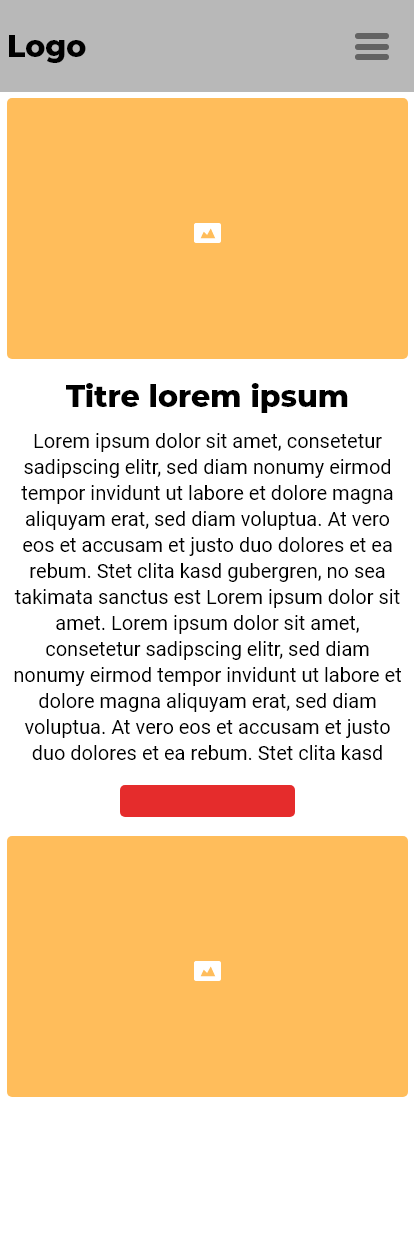 Logo
Titre lorem ipsum
Lorem ipsum dolor sit amet, consetetur
sadipscing elitr, sed diam nonumy eirmod
tempor invidunt ut labore et dolore magna
aliquyam erat, sed diam voluptua. At vero
eos et accusam et justo duo dolores et ea
rebum. Stet clita kasd gubergren, no sea
takimata sanctus est Lorem ipsum dolor sit
amet. Lorem ipsum dolor sit amet,
consetetur sadipscing elitr, sed diam
nonumy eirmod tempor invidunt ut labore et
dolore magna aliquyam erat, sed diam
voluptua. At vero eos et accusam et justo
duo dolores et ea rebum. Stet clita kasd